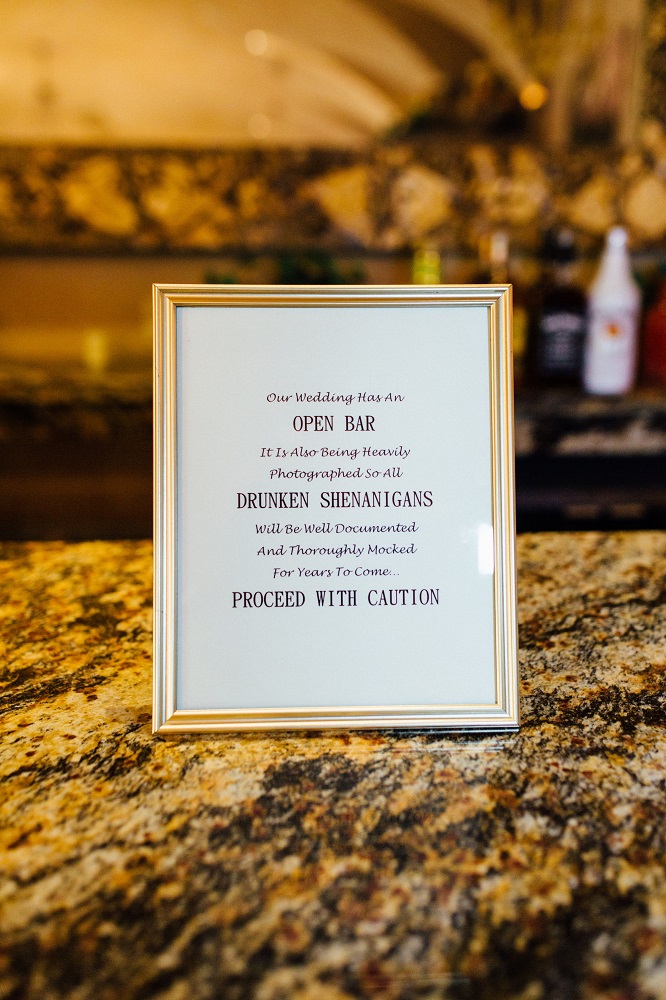 Our Wedding Has An
OPEN BAR
It Is Also Being Heavily
Photographed So All
DRUNKEN SHENANIGANS
Will Be Well Documented
And Thoroughly Mocked
For Years To Come...
PROCEED WITH CAUTION